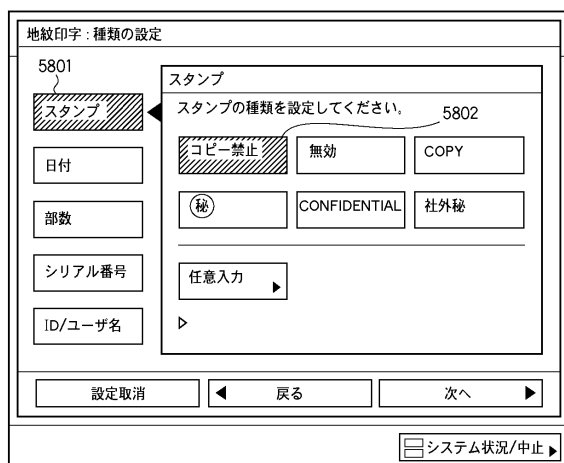 地紋印字:種類の設定
5801
スタンプ
日付
部数
シリアル番号
ID/ユーザ名
スタンプ
スタンプの種類を設定してください。
5802
コピー禁止
無効
COPY
秘
CONFIDENTIAL
社外秘
任意入力
設定取消
戻る
次へ
システム状況/中止